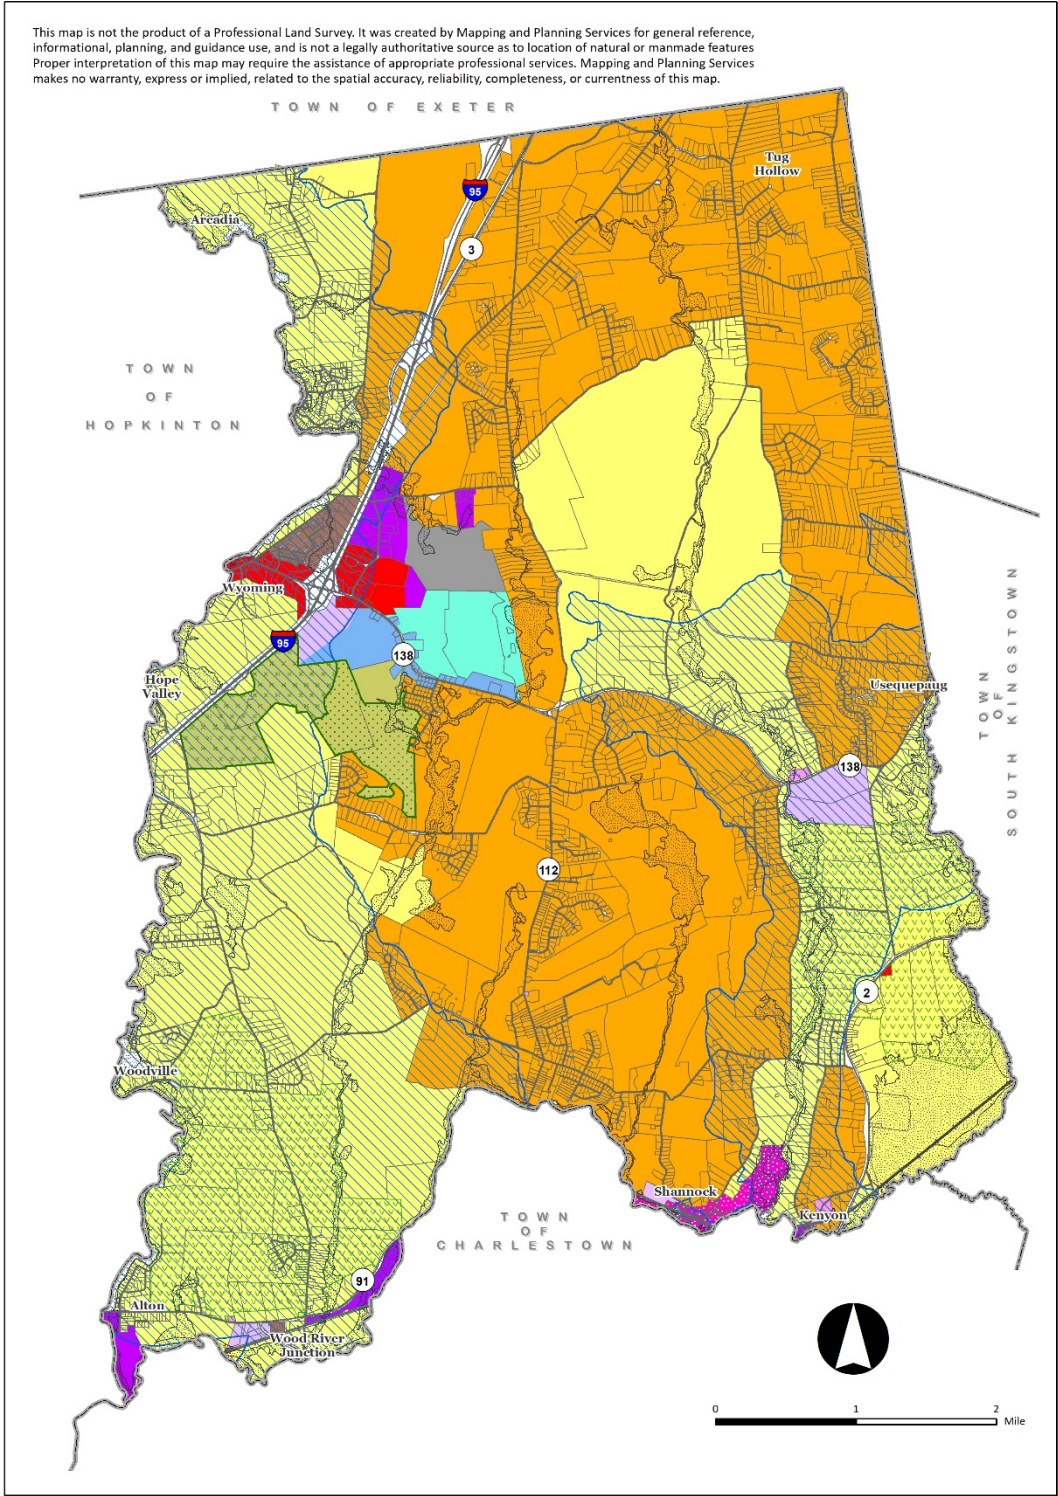 This map is not the product of a Professional Land Survey. It was created by Mapping and Planning Services for general reference,
informational, planning, and guidance use, and is not a legally authoritative source as to location of natural or manmade features
Proper interpretation of this map may require the assistance of appropriate professional services. Mapping and Planning Services
makes no warranty, express or implied, related to the spatial accuracy, reliability, completeness, or currentness of this map.
TOWN OF EXETER
Tug
Hollow
95
Arcadia
3
TOWN
OF
HOPKINTON
Wyoming
95
138
Hope
Valley
Usequepaug
TOWN
OF
SOUTH KINGSTOWN
138
112
2
Woodville
Shannock
Kenyon
TOWN
OF
CHARLESTOWN
91
Alton
Wood River
Junction
0 1 2
Mile